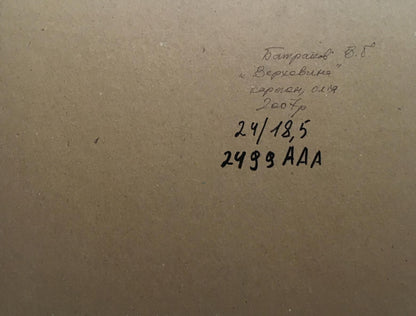 Батраков В.Б
"Верховина"
картон, олія
2007р
24/18,5
2499 ААА